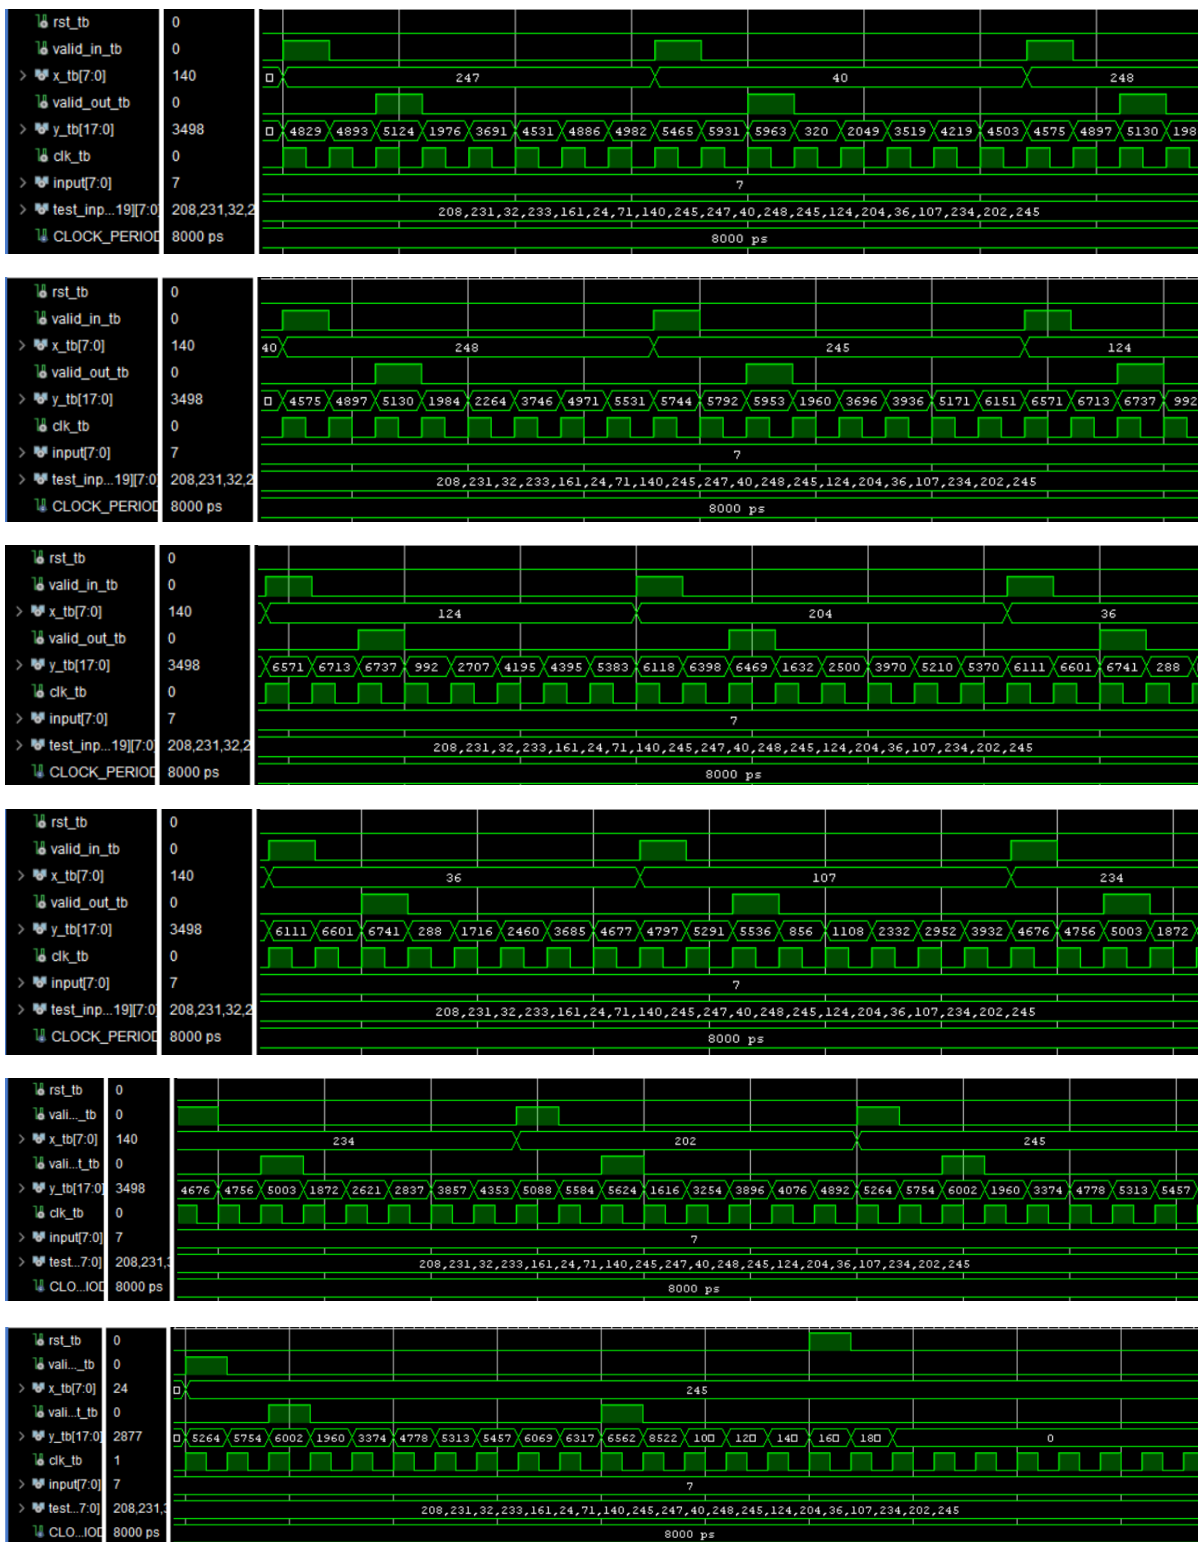 rst_tb 0
valid_in_tb 0
x_tb[7:0] 140 247 40 248
valid_out_tb 0
y_tb[17:0] 3498 4829 4893 5124 1976 3691 4531 4886 4982 5465 5931 5963 320 2049 3519 4219 4503 4575 4897 5130 198
clk_tb 0
input[7:0] 7 7
test_inp...19][7:0] 208,231,32,2 208,231,32,233,161,24,71,140,245,247,40,248,245,124,204,36,107,234,202,245
CLOCK_PERIOD 8000 ps 8000 ps
rst_tb 0
valid_in_tb 0
x_tb[7:0] 140 40 248 245 124
valid_out_tb 0
y_tb[17:0] 3498 4575 4897 5130 1984 2264 3746 4971 5531 5744 5792 5953 1960 3696 3936 5171 6151 6571 6713 6737 992
clk_tb 0
input[7:0] 7 7
test_inp...19][7:0] 208,231,32,2 208,231,32,233,161,24,71,140,245,247,40,248,245,124,204,36,107,234,202,245
CLOCK_PERIOD 8000 ps 8000 ps
rst_tb 0
valid_in_tb 0
x_tb[7:0] 140 124 204 36
valid_out_tb 0
y_tb[17:0] 3498 6571 6713 6737 992 2707 4195 4395 5383 6118 6398 6469 1632 2500 3970 5210 5370 6111 6601 6741 288
clk_tb 0
input[7:0] 7 7
test_inp...19][7:0] 208,231,32,2 208,231,32,233,161,24,71,140,245,247,40,248,245,124,204,36,107,234,202,245
CLOCK_PERIOD 8000 ps 8000 ps
rst_tb 0
valid_in_tb 0
x_tb[7:0] 140 36 107 234
valid_out_tb 0
y_tb[17:0] 3498 6111 6601 6741 288 1716 2460 3685 4677 4797 5291 5536 856 1108 2332 2952 3932 4676 4756 5003 1872
clk_tb 0
input[7:0] 7 7
test_inp...19][7:0] 208,231,32,2 208,231,32,233,161,24,71,140,245,247,40,248,245,124,204,36,107,234,202,245
CLOCK_PERIOD 8000 ps 8000 ps
rst_tb 0
vali..._tb 0
x_tb[7:0] 140 234 202 245
vali...t_tb 0
y_tb[17:0] 3498 4676 4756 5003 1872 2621 2837 3857 4353 5088 5584 5624 1616 3254 3896 4076 4892 5264 5754 6002 1960 3374 4778 5313 5457
clk_tb 0
input[7:0] 7 7
test...7:0] 208,231,3 208,231,32,233,161,24,71,140,245,247,40,248,245,124,204,36,107,234,202,245
CLO...IOD 8000 ps 8000 ps
rst_tb 0
vali..._tb 0
x_tb[7:0] 24 245
vali...t_tb 0
y_tb[17:0] 2877 5264 5754 6002 1960 3374 4778 5313 5457 6069 6317 6562 8522 10 12 14 16 18 0
clk_tb 1
input[7:0] 7 7
test...7:0] 208,231,3 208,231,32,233,161,24,71,140,245,247,40,248,245,124,204,36,107,234,202,245
CLO...IOD 8000 ps 8000 ps